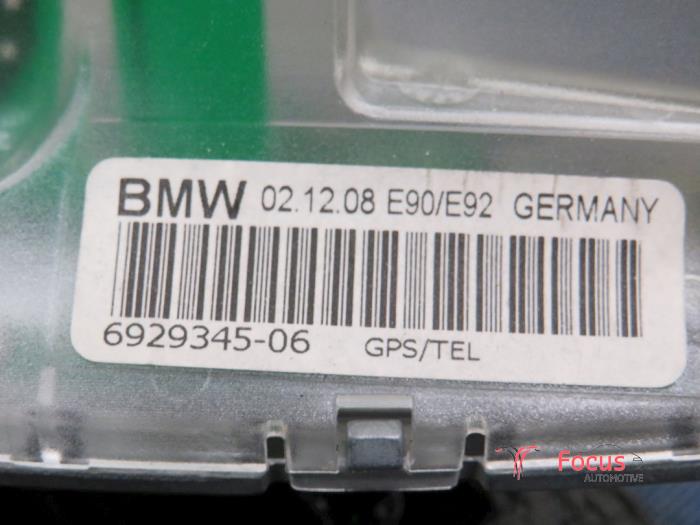 BMW 02.12.08 E90/E92 GERMANY
6929345-06 GPS/TEL
Focus
AUTOMOTIVE